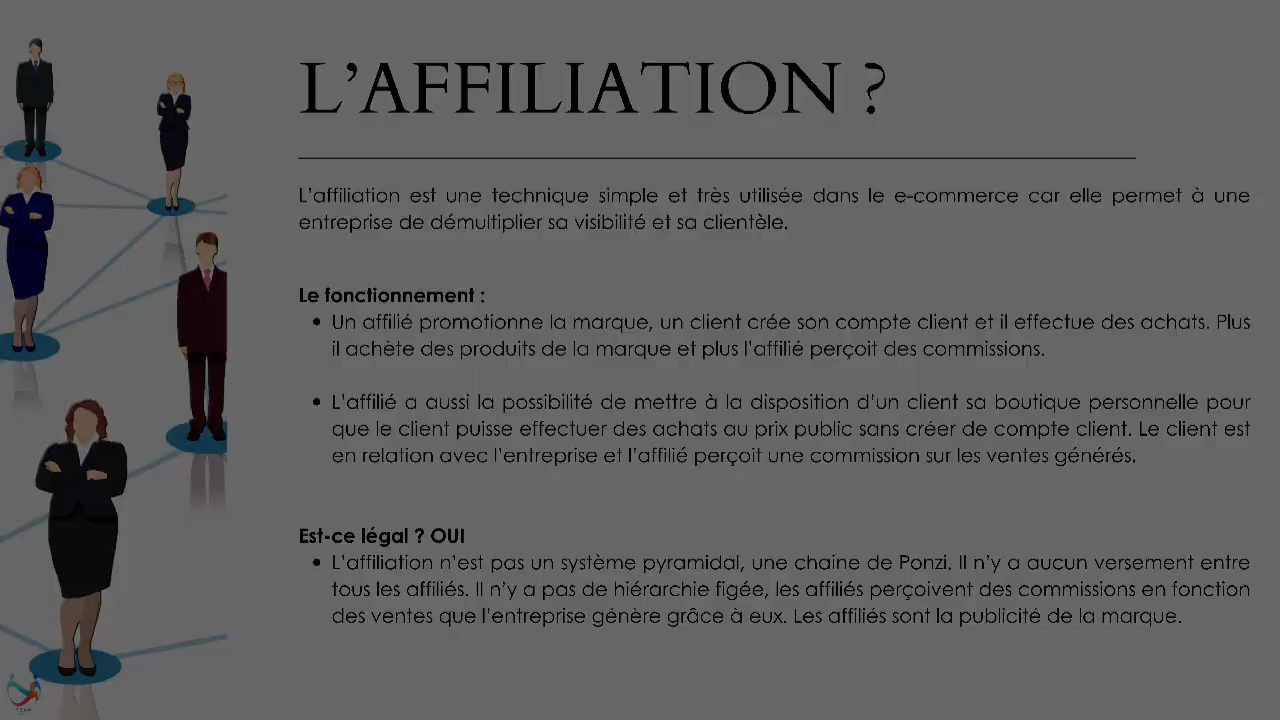 L'AFFILIATION ?
L'affiliation est une technique simple et très utilisée dans le e-commerce car elle permet à une
entreprise de démultiplier sa visibilité et sa clientèle.
Le fonctionnement :
• Un affilié promotionne la marque, un client crée son compte client et il effectue des achats. Plus
il achète des produits de la marque et plus l'affilié perçoit des commissions.
• L'affilié a aussi la possibilité de mettre à la disposition d'un client sa boutique personnelle pour
que le client puisse effectuer des achats au prix public sans créer de compte client. Le client est
en relation avec l'entreprise et l'affilié perçoit une commission sur les ventes générés.
Est-ce légal ? OUI
• L'affiliation n'est pas un système pyramidal, une chaine de Ponzi. Il n'y a aucun versement entre
tous les affiliés. Il n'y a pas de hiérarchie figée, les affiliés perçoivent des commissions en fonction
des ventes que l'entreprise génère grâce à eux. Les affiliés sont la publicité de la marque.
TEAM